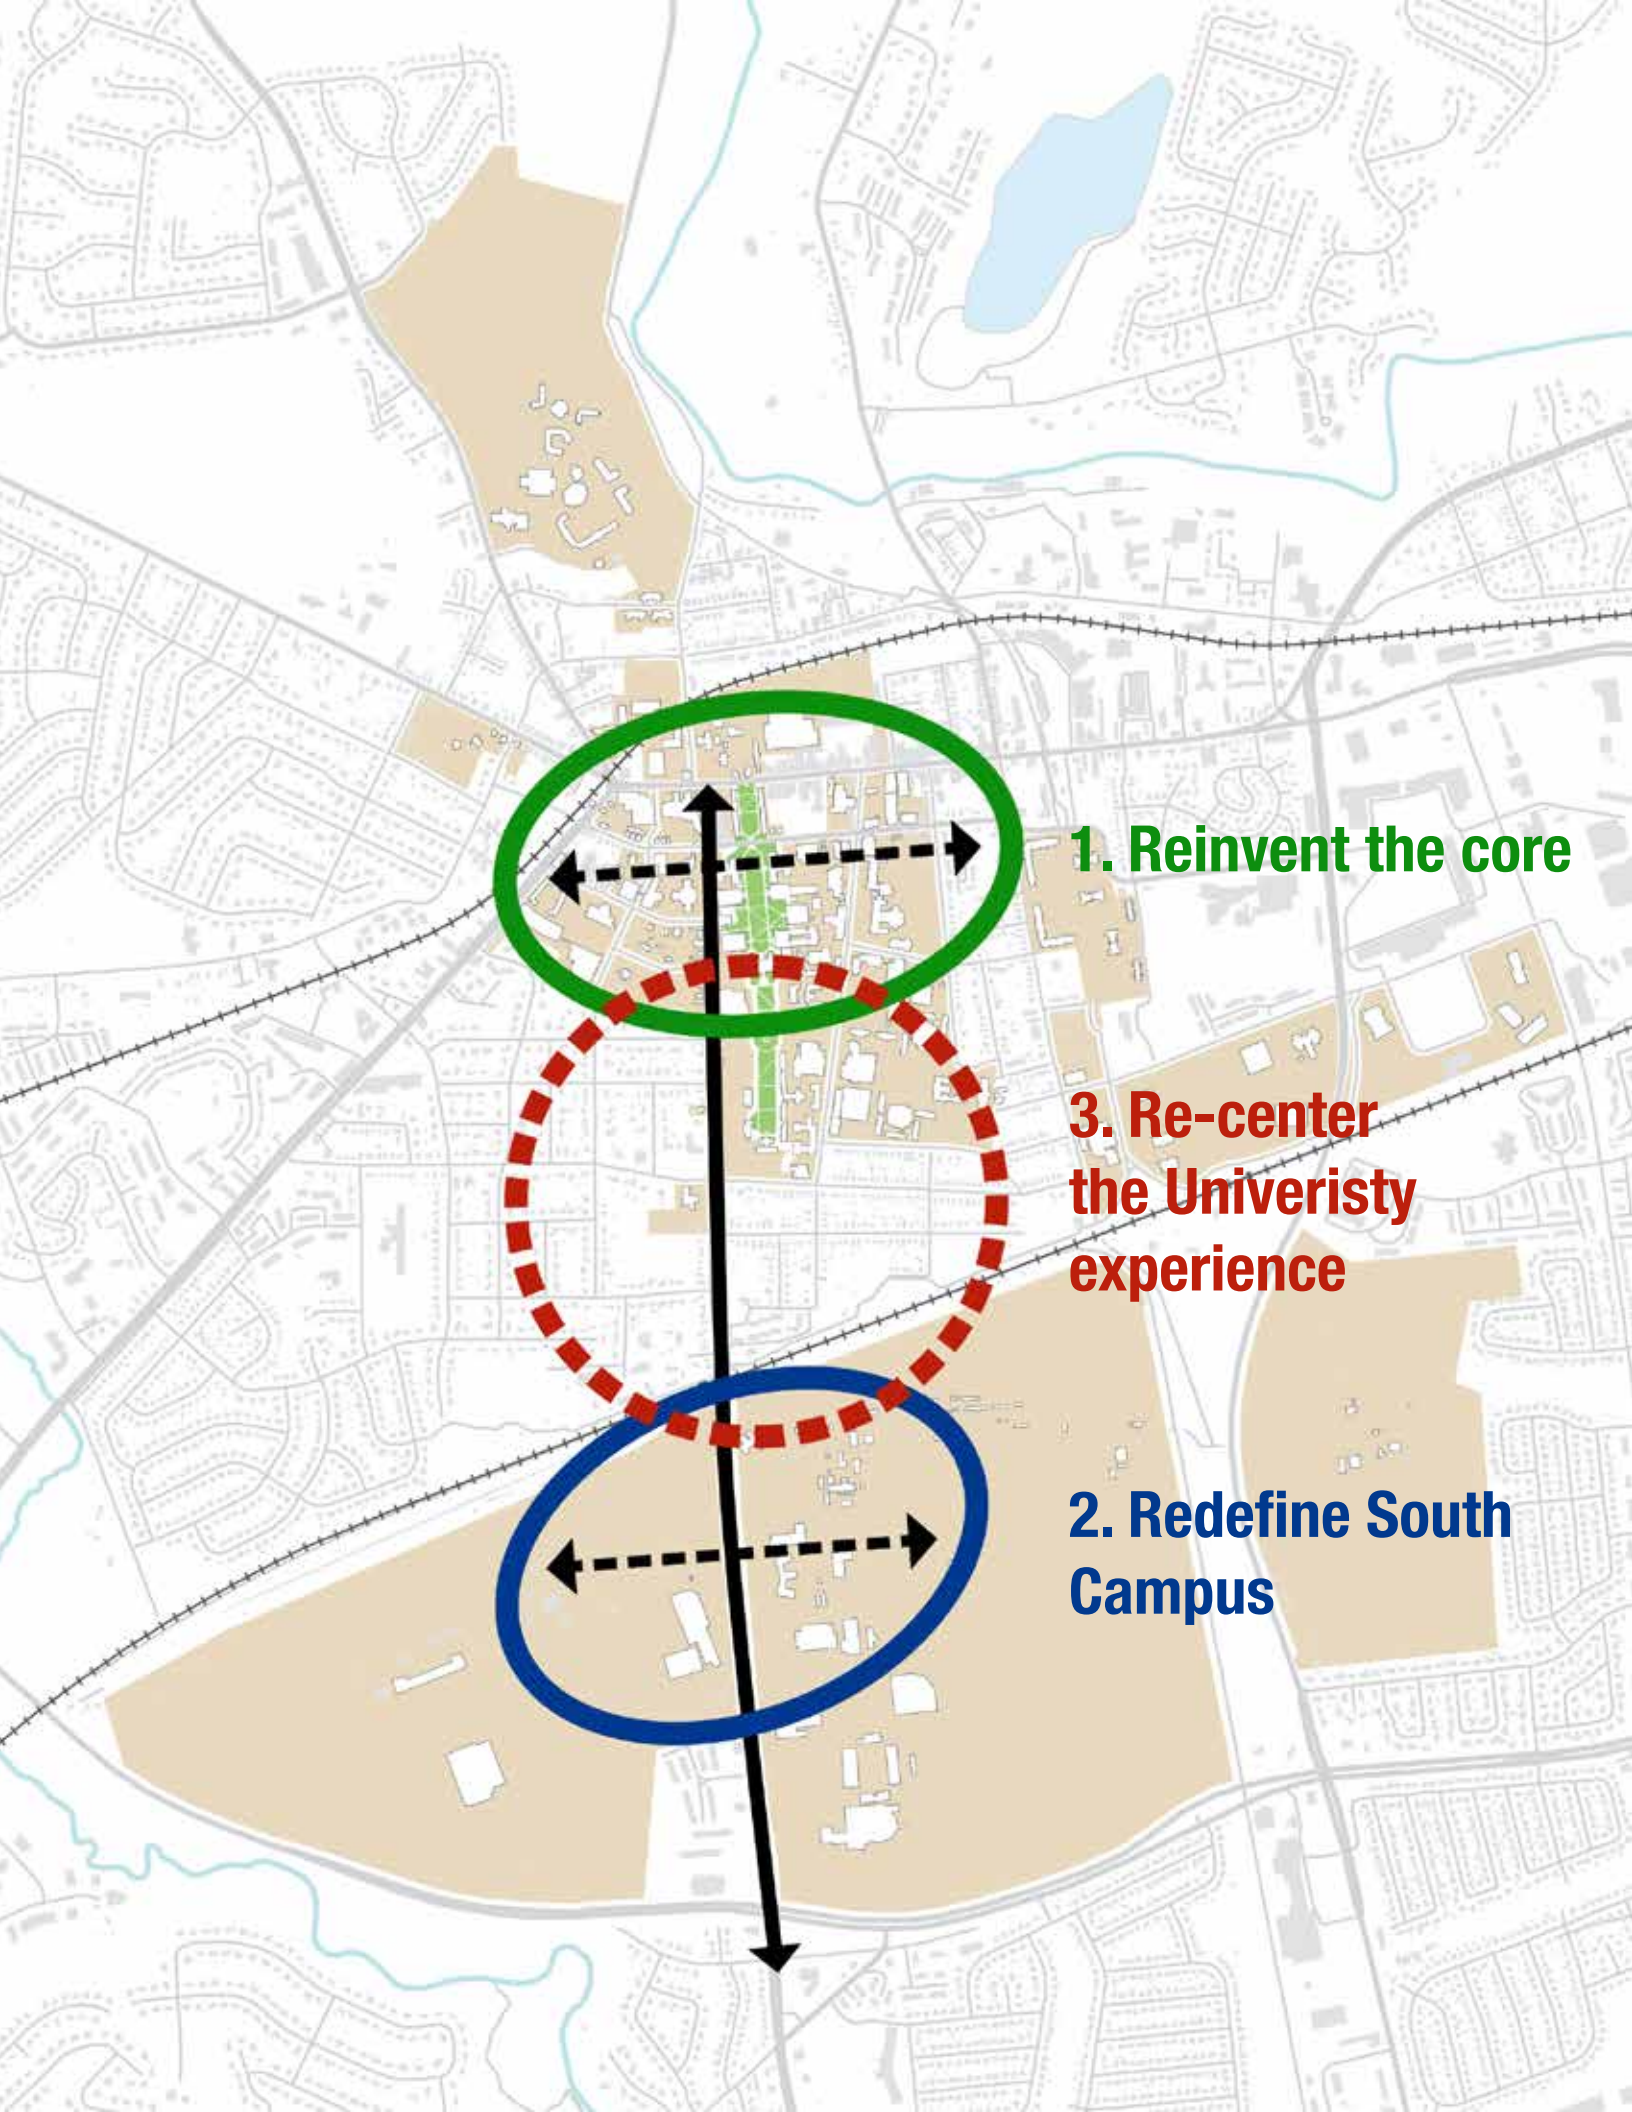 1. Reinvent the core
3. Re-center
the Univeristy
experience
2. Redefine South
Campus